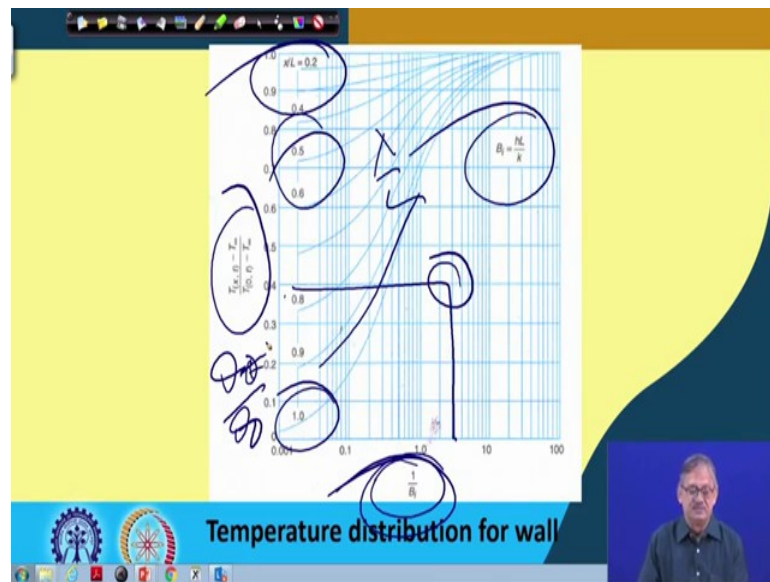 1.0
x/L = 0.2
0.9
0.4
0.8
0.5
0.7
0.6
0.6
0.5
0.4
0.8
0.3
0.9
0.2
0.1
1.0
0
0.001
0.1
1.0
10
100
T(x, t) − T∞
T(0, t) − T∞
Bᵢ = hL
k
x
L
θ
θ₀
1
Bᵢ
Temperature distribution for wall